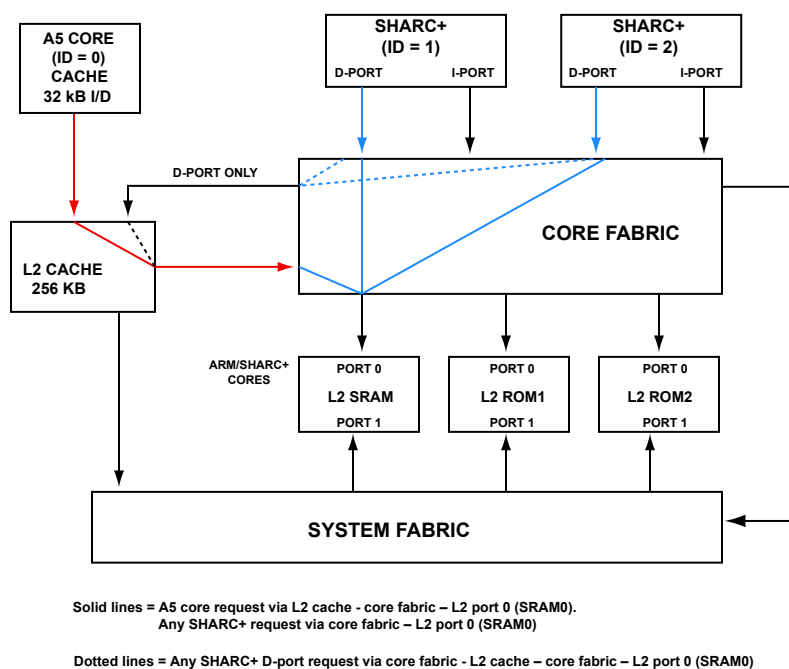 A5 CORE
(ID = 0)
CACHE
32 kB I/D
SHARC+
(ID = 1)
D-PORT
I-PORT
SHARC+
(ID = 2)
D-PORT
I-PORT
D-PORT ONLY
L2 CACHE
256 KB
CORE FABRIC
ARM/SHARC+
CORES
PORT 0
L2 SRAM
PORT 1
PORT 0
L2 ROM1
PORT 1
PORT 0
L2 ROM2
PORT 1
SYSTEM FABRIC
Solid lines = A5 core request via L2 cache - core fabric – L2 port 0 (SRAM0).
Any SHARC+ request via core fabric – L2 port 0 (SRAM0)
Dotted lines = Any SHARC+ D-port request via core fabric - L2 cache – core fabric – L2 port 0 (SRAM0)